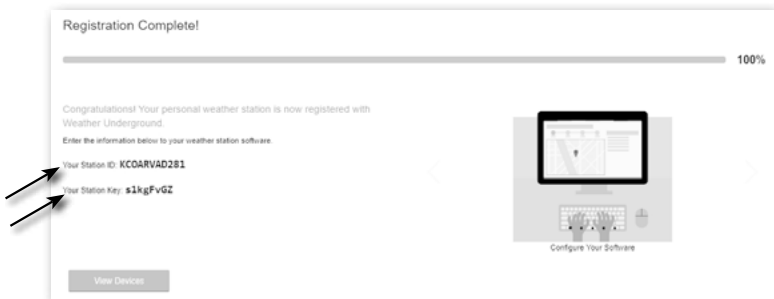 Registration Complete!
100%
Congratulations! Your personal weather station is now registered with
Weather Underground.
Enter the information below to your weather station software.
Your Station ID: KCOARVAD281
Your Station Key: s1kgFvGZ
Configure Your Software
View Devices